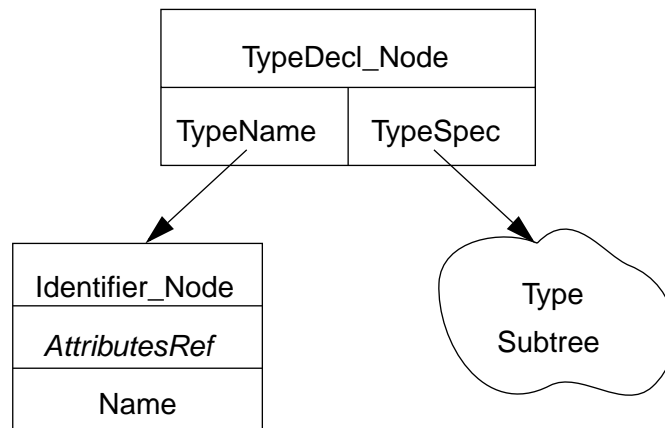 TypeDecl_Node
TypeName TypeSpec
Identifier_Node
AttributesRef
Name
Type
Subtree